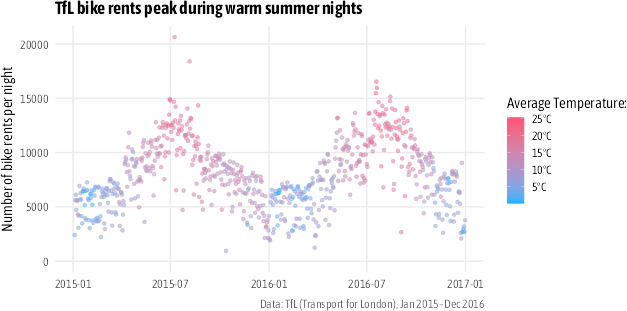 TfL bike rents peak during warm summer nights
Number of bike rents per night
20000
15000
10000
5000
0
2015-01
2015-07
2016-01
2016-07
2017-01
Average Temperature:
25°C
20°C
15°C
10°C
5°C
Data: TfL (Transport for London), Jan 2015–Dec 2016